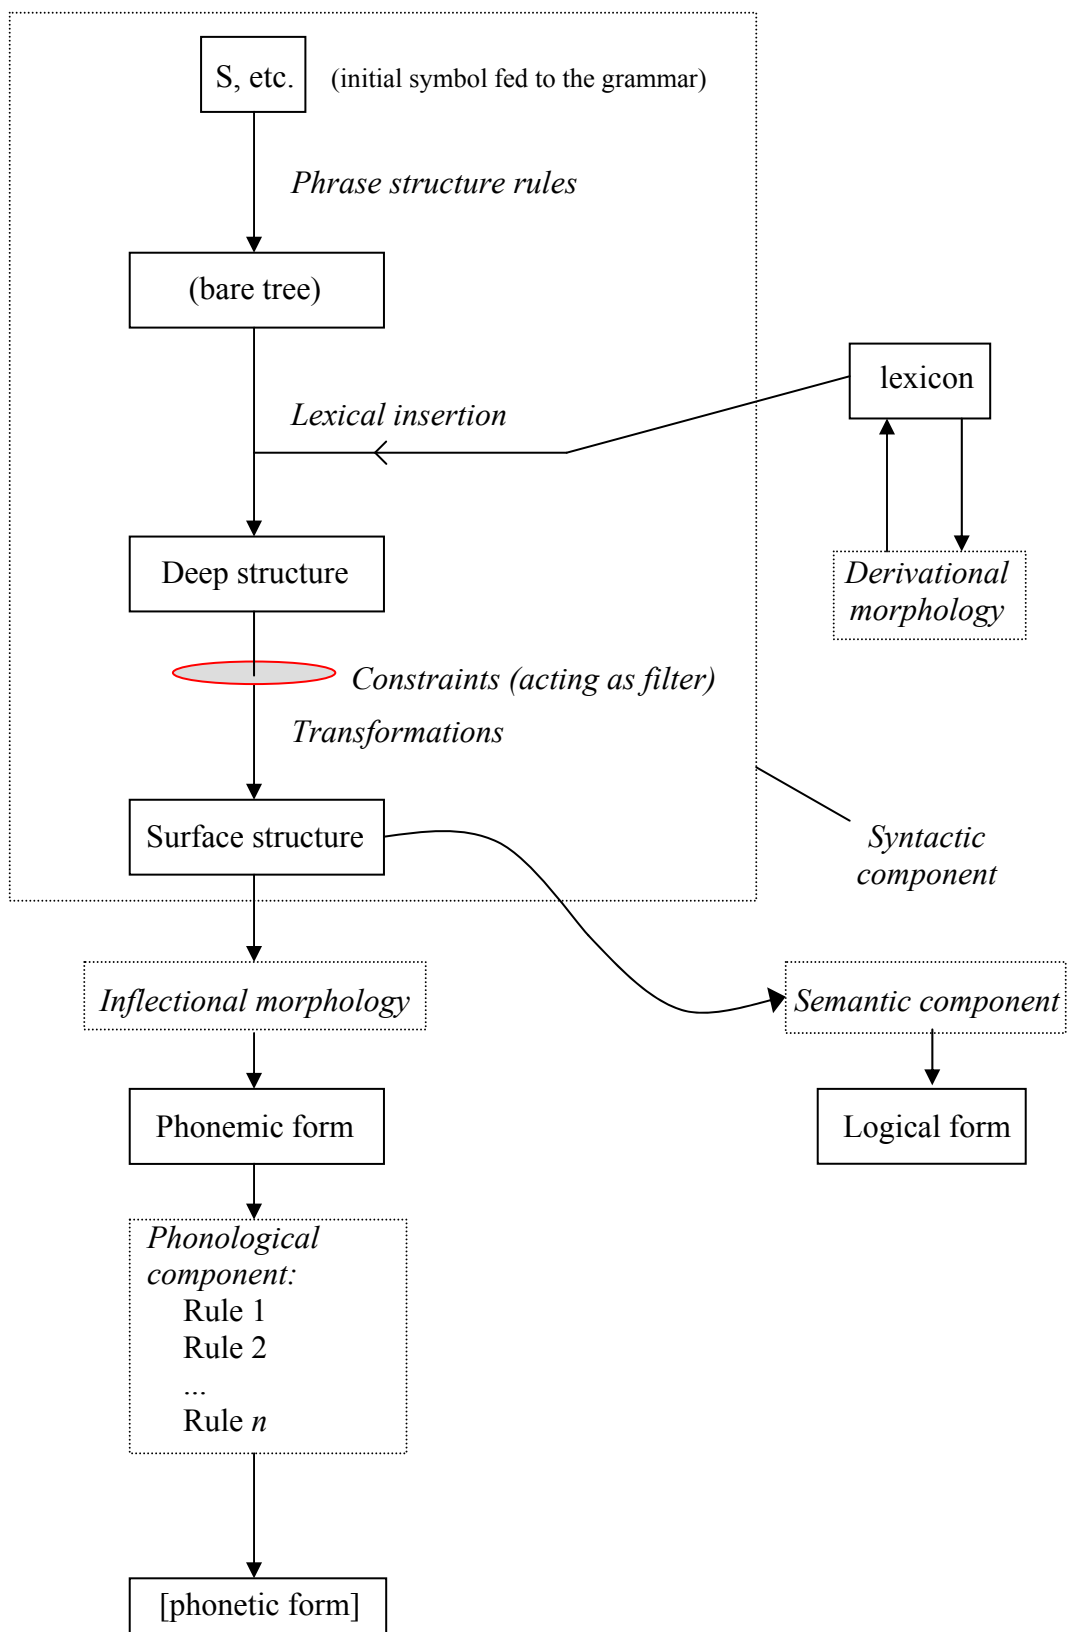 S, etc.
(initial symbol fed to the grammar)
Phrase structure rules
(bare tree)
lexicon
Lexical insertion
Deep structure
Derivational
morphology
Constraints (acting as filter)
Transformations
Surface structure
Syntactic
component
Inflectional morphology
Semantic component
Phonemic form
Logical form
Phonological
component:
Rule 1
Rule 2
...
Rule n
[phonetic form]